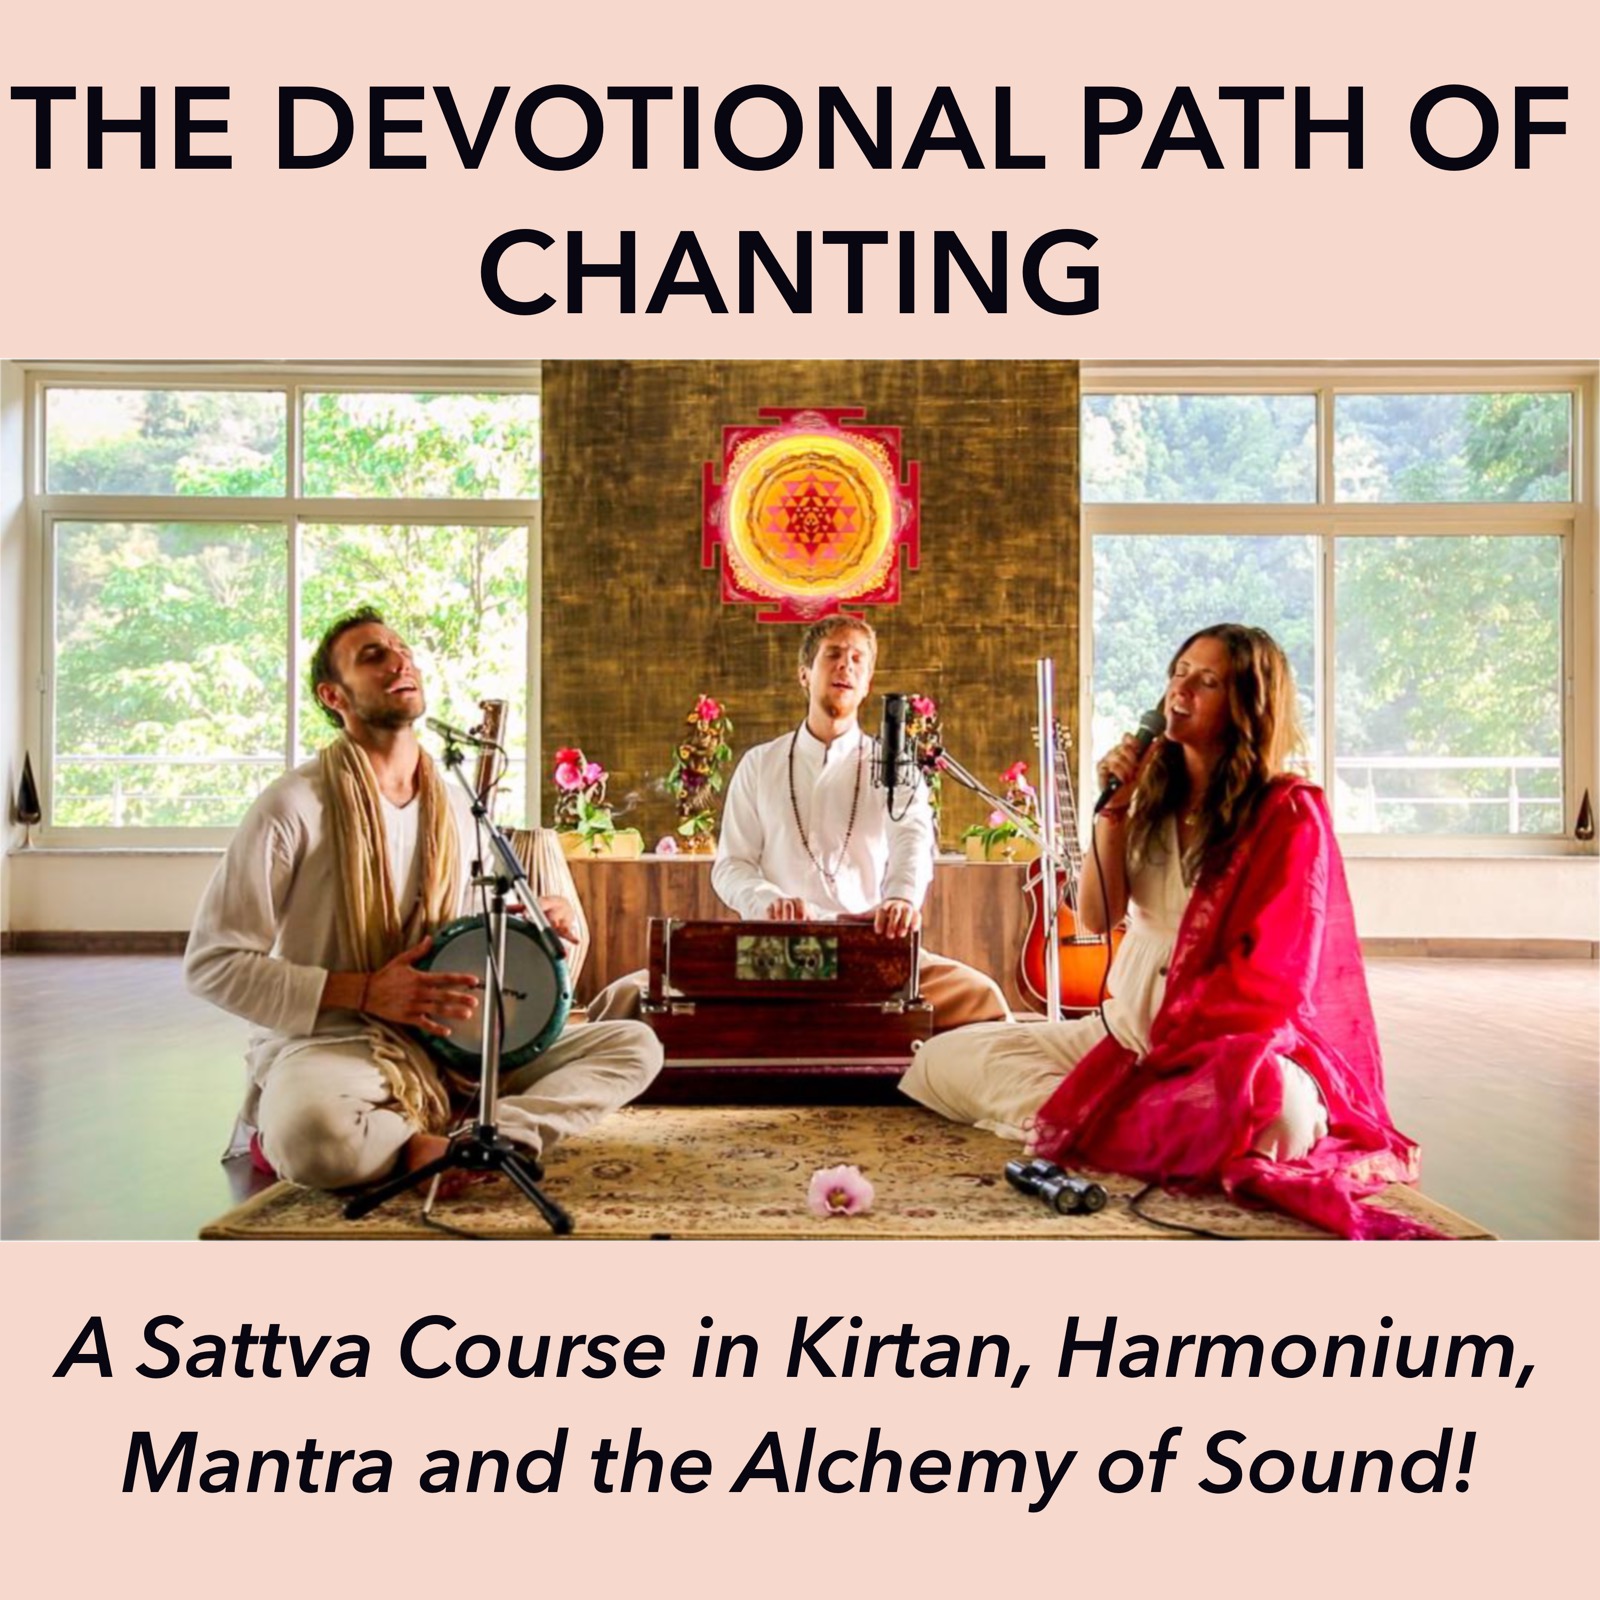 THE DEVOTIONAL PATH OF
CHANTING
A Sattva Course in Kirtan, Harmonium,
Mantra and the Alchemy of Sound!